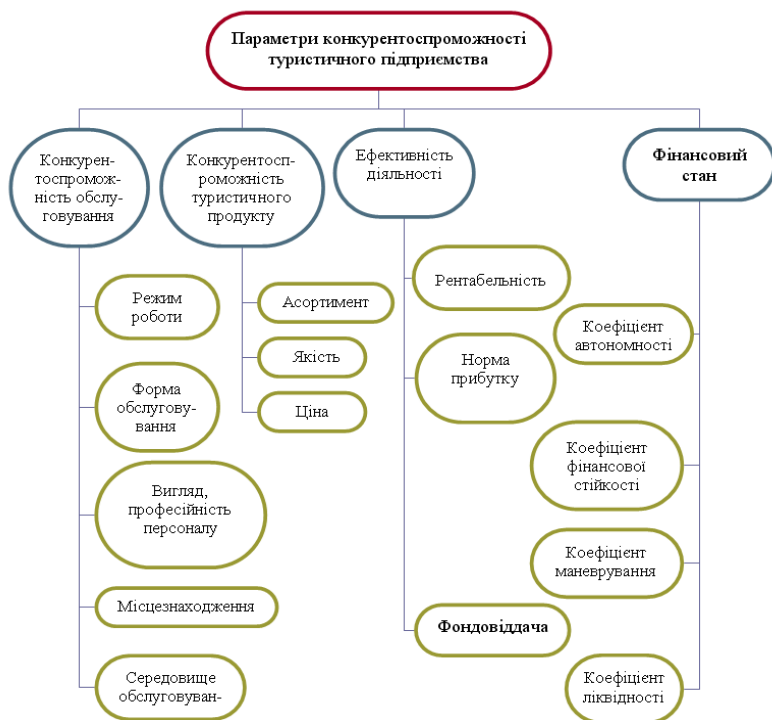 Параметри конкурентоспроможності
туристичного підприємства
Конкурен-
тоспромож-
ність обслу-
говування
Режим
роботи
Форма
обслугову-
вування
Вигляд,
професійність
персоналу
Місцезнаходження
Середовище
обслуговуван-
Конкурентосп-
роможність
туристичного
продукту
Асортимент
Якість
Ціна
Ефективність
діяльності
Рентабельність
Норма
прибутку
Фондовіддача
Фінансовий
стан
Коефіцієнт
автономності
Коефіцієнт
фінансової
стійкості
Коефіцієнт
маневрування
Коефіцієнт
ліквідності